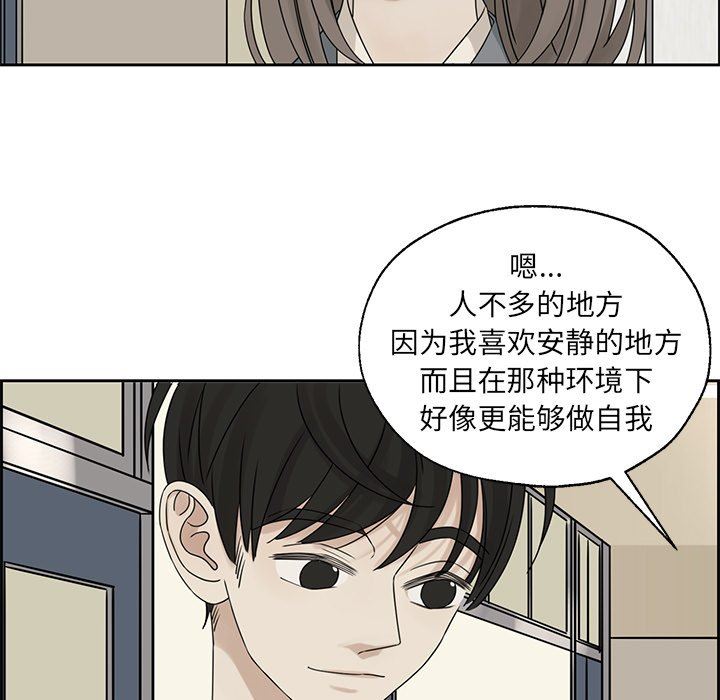 嗯...
人不多的地方
因为我喜欢安静的地方
而且在那种环境下
好像更能够做自我